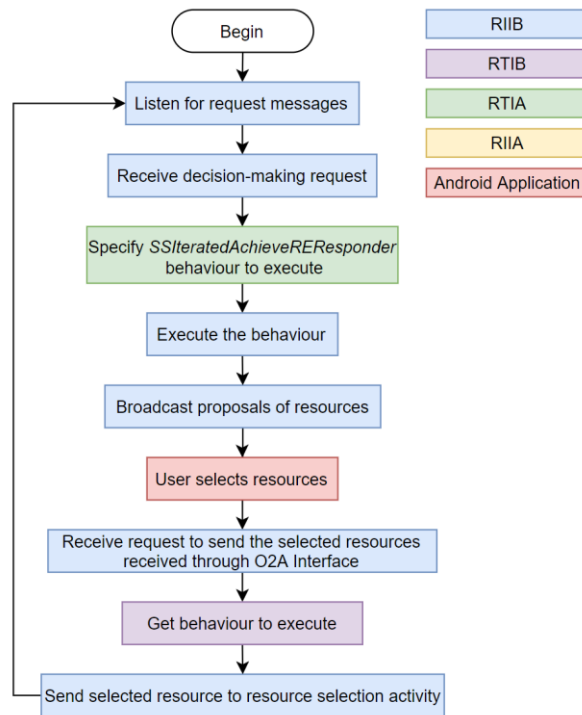 Begin
Listen for request messages
Receive decision-making request
Specify SSIteratedAchieveREResponder
behaviour to execute
Execute the behaviour
Broadcast proposals of resources
User selects resources
Receive request to send the selected resources
received through O2A Interface
Get behaviour to execute
Send selected resource to resource selection activity
RIIB
RTIB
RTIA
RIIA
Android Application